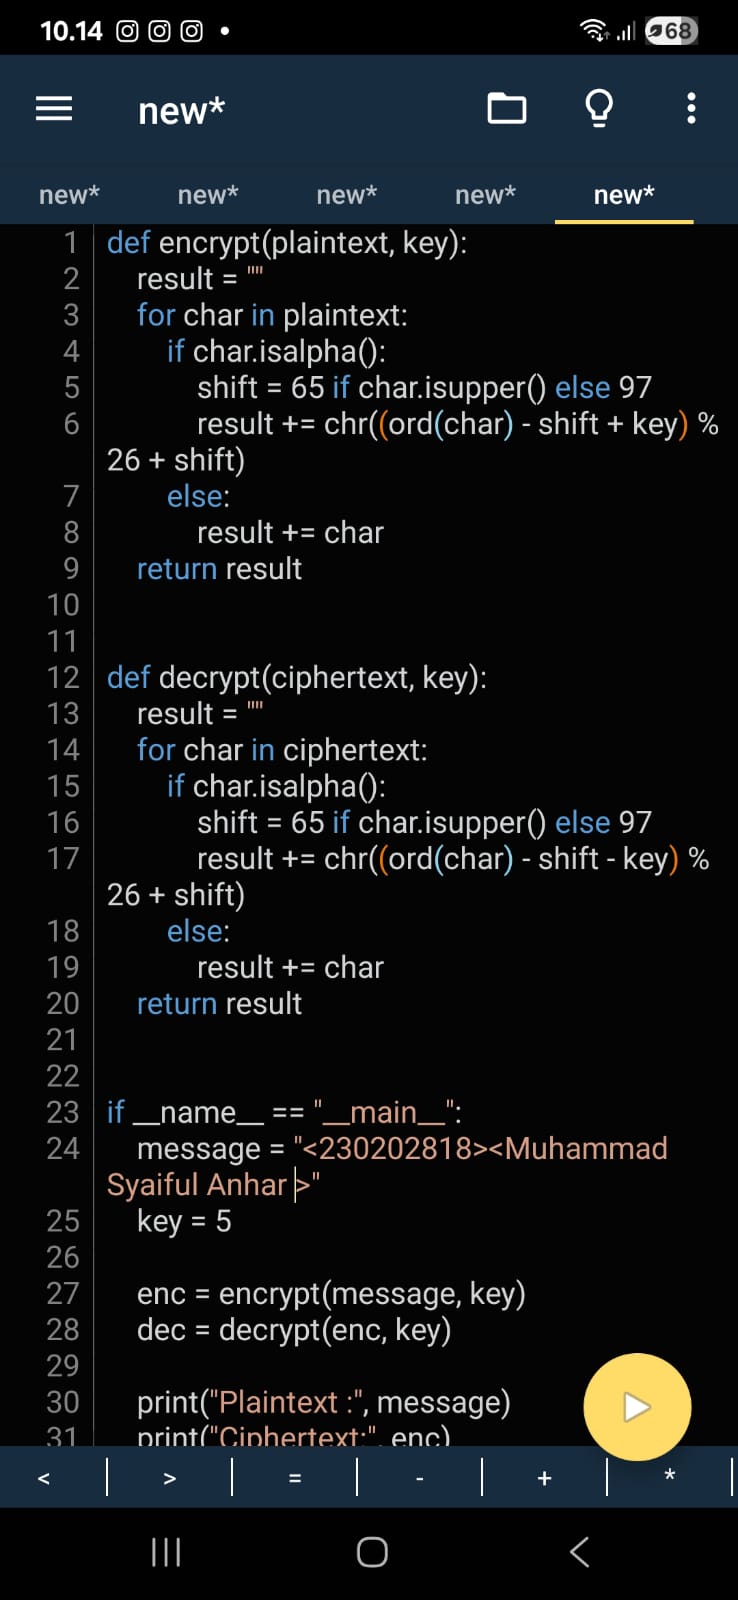 10.14
68
new*
new* new* new* new* new*
1 def encrypt(plaintext, key):
2 result = ""
3 for char in plaintext:
4 if char.isalpha():
5 shift = 65 if char.isupper() else 97
6 result += chr((ord(char) - shift + key) %
26 + shift)
7 else:
8 result += char
9 return result
10
11
12 def decrypt(ciphertext, key):
13 result = ""
14 for char in ciphertext:
15 if char.isalpha():
16 shift = 65 if char.isupper() else 97
17 result += chr((ord(char) - shift - key) %
26 + shift)
18 else:
19 result += char
20 return result
21
22
23 if __name__ == "__main__":
24 message = "<230202818><Muhammad
Syaiful Anhar >"
25 key = 5
26
27 enc = encrypt(message, key)
28 dec = decrypt(enc, key)
29
30 print("Plaintext :", message)
31 print("Ciphertext:", enc)
< > = - + *